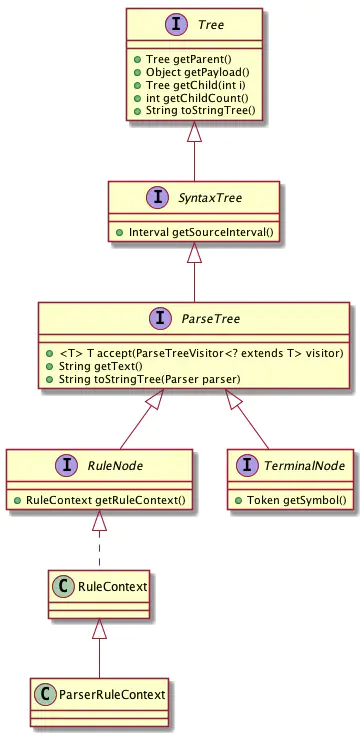 I Tree
Tree getParent()
Object getPayload()
Tree getChild(int i)
int getChildCount()
String toStringTree()
I SyntaxTree
Interval getSourceInterval()
I ParseTree
<T> T accept(ParseTreeVisitor<? extends T> visitor)
String getText()
String toStringTree(Parser parser)
I RuleNode
RuleContext getRuleContext()
I TerminalNode
Token getSymbol()
C RuleContext
C ParserRuleContext